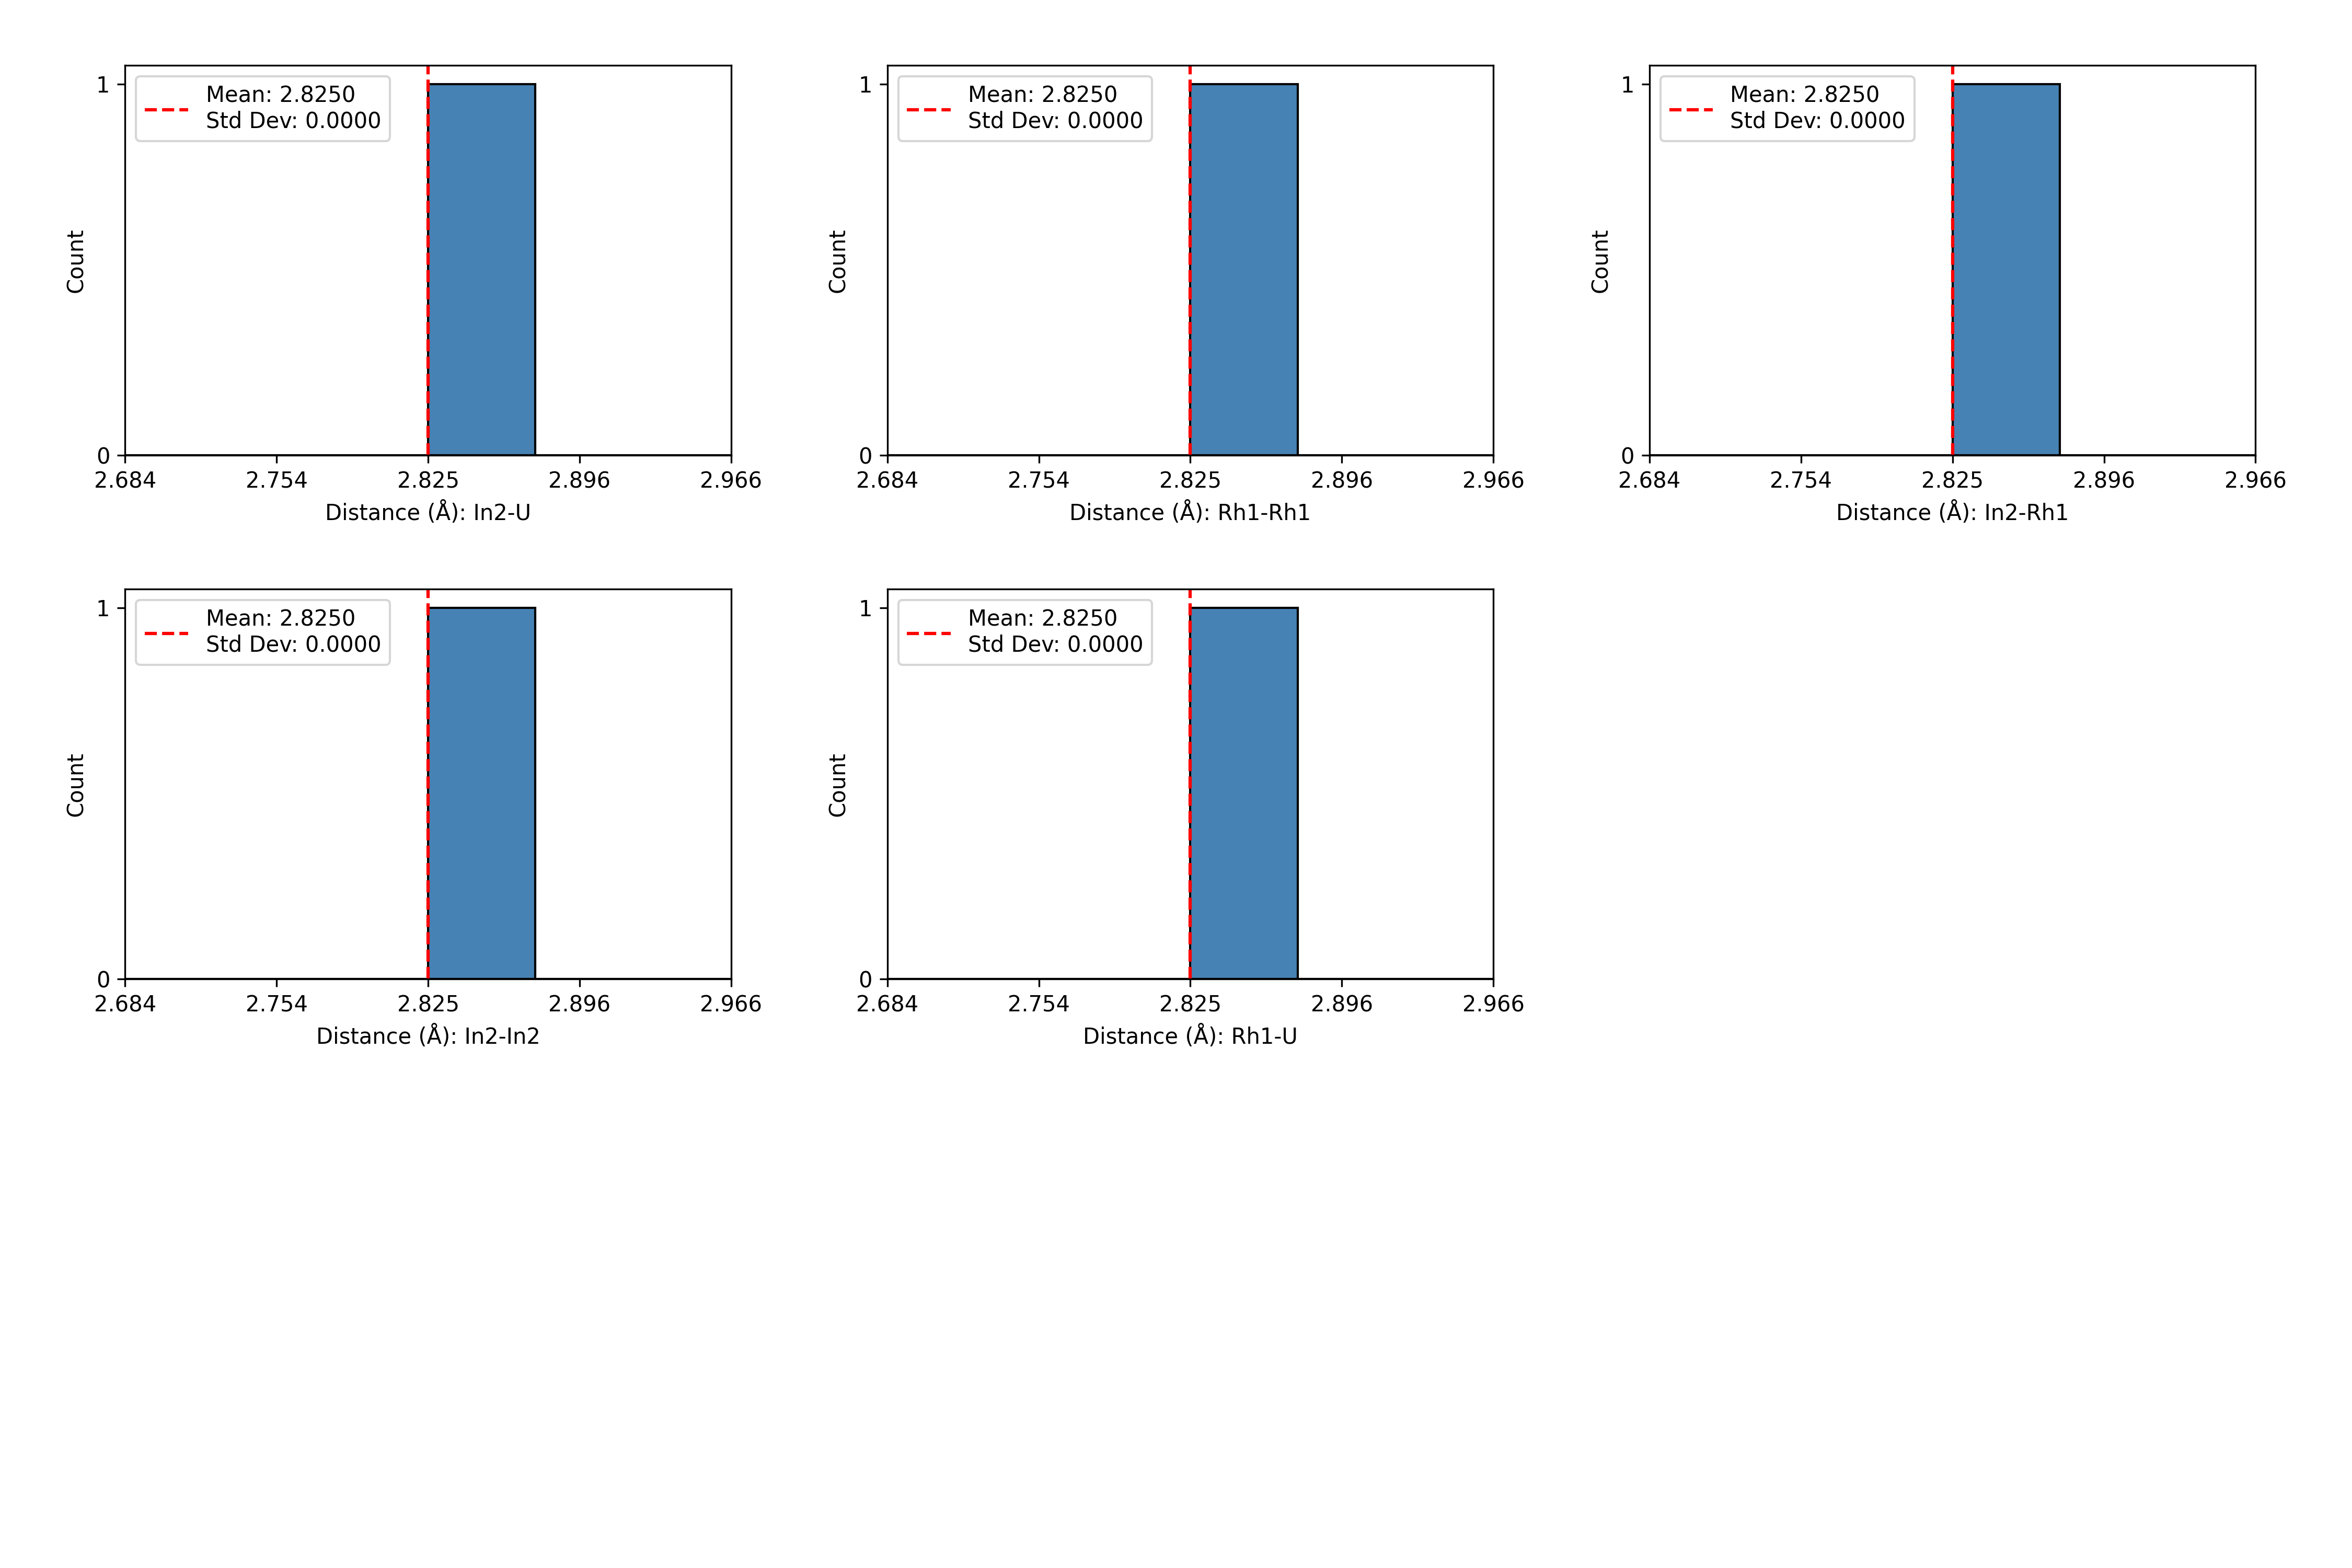 Mean: 2.8250
Std Dev: 0.0000
Count
1
0
2.684 2.754 2.825 2.896 2.966
Distance (Å): In2-U
Mean: 2.8250
Std Dev: 0.0000
Count
1
0
2.684 2.754 2.825 2.896 2.966
Distance (Å): Rh1-Rh1
Mean: 2.8250
Std Dev: 0.0000
Count
1
0
2.684 2.754 2.825 2.896 2.966
Distance (Å): In2-Rh1
Mean: 2.8250
Std Dev: 0.0000
Count
1
0
2.684 2.754 2.825 2.896 2.966
Distance (Å): In2-In2
Mean: 2.8250
Std Dev: 0.0000
Count
1
0
2.684 2.754 2.825 2.896 2.966
Distance (Å): Rh1-U